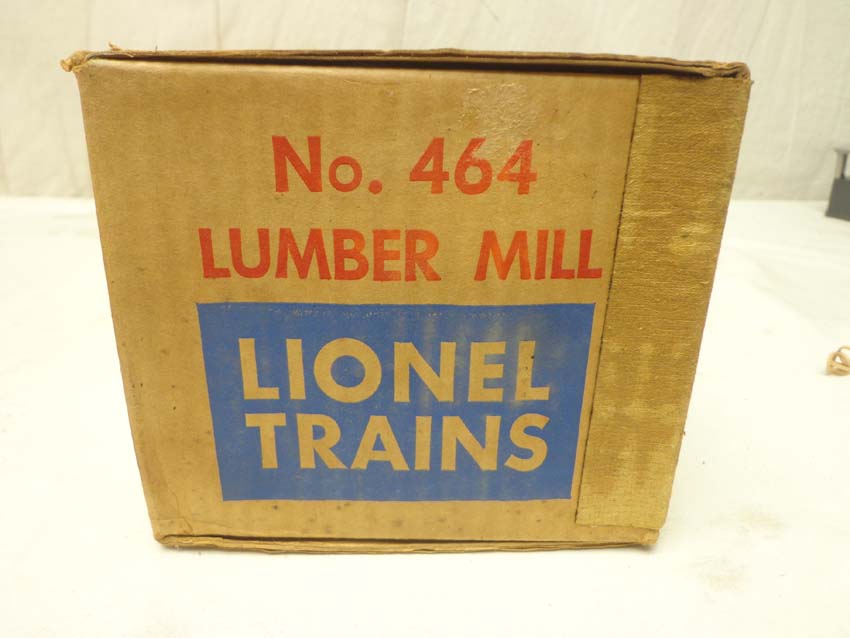 No. 464
LUMBER MILL
LIONEL
TRAINS